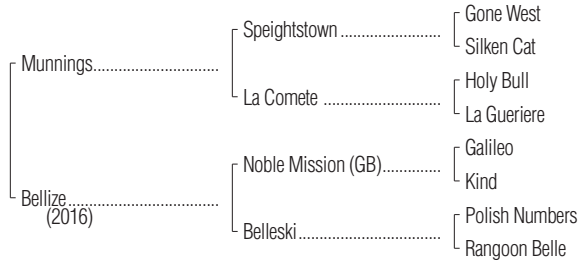 Gone West
Speightstown
Silken Cat
Munnings
Holy Bull
La Comete
La Gueriere
Galileo
Noble Mission (GB)
Kind
Bellize
(2016)
Polish Numbers
Belleski
Rangoon Belle